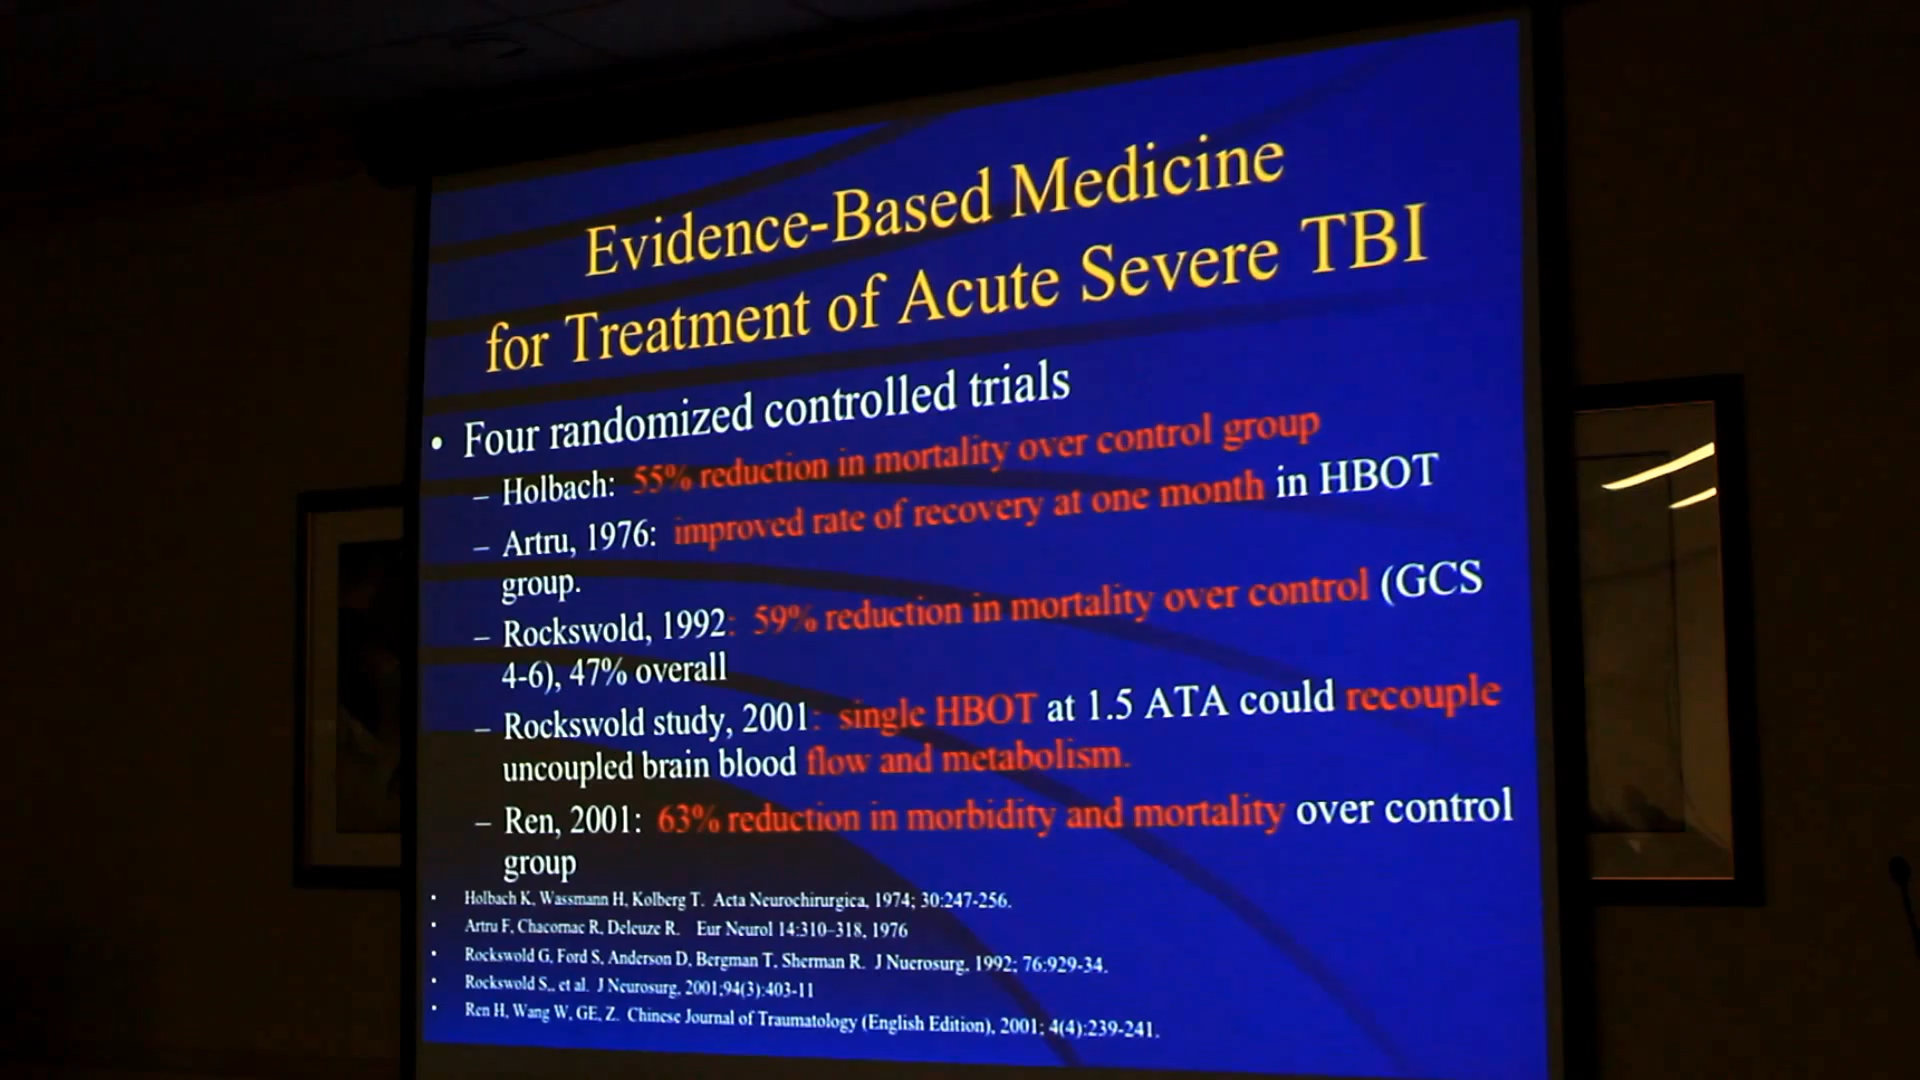 Evidence-Based Medicine
for Treatment of Acute Severe TBI
• Four randomized controlled trials
– Holbach: 55% reduction in mortality over control group
– Artru, 1976: improved rate of recovery at one month in HBOT
group.
– Rockswold, 1992: 59% reduction in mortality over control (GCS
4-6), 47% overall
– Rockswold study, 2001: single HBOT at 1.5 ATA could recouple
uncoupled brain blood flow and metabolism.
– Ren, 2001: 63% reduction in morbidity and mortality over control
group
• Holbach K, Wassmann H, Kolberg T. Acta Neurochirurgica, 1974; 30:247-256.
• Artru F, Chacornac R, Deleuze R. Eur Neurol 14:310–318, 1976
• Rockswold G, Ford S, Anderson D, Bergman T, Sherman R. J Nuerosurg, 1992; 76:929-34.
• Rockswold S., et al. J Neurosurg, 2001;94(3):403-11
• Ren H, Wang W, GE, Z. Chinese Journal of Traumatology (English Edition), 2001; 4(4):239-241.